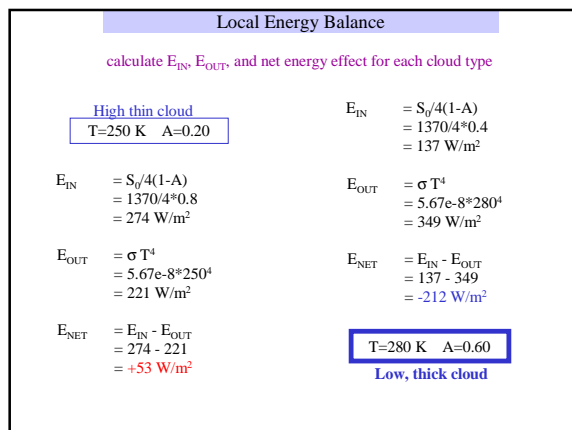 Local Energy Balance
calculate E_IN, E_OUT, and net energy effect for each cloud type
High thin cloud
T=250 K A=0.20
E_IN = S₀/4(1-A)
= 1370/4*0.8
= 274 W/m²
E_OUT = σ T⁴
= 5.67e-8*250⁴
= 221 W/m²
E_NET = E_IN - E_OUT
= 274 - 221
= +53 W/m²
E_IN = S₀/4(1-A)
= 1370/4*0.4
= 137 W/m²
E_OUT = σ T⁴
= 5.67e-8*280⁴
= 349 W/m²
E_NET = E_IN - E_OUT
= 137 - 349
= -212 W/m²
T=280 K A=0.60
Low, thick cloud